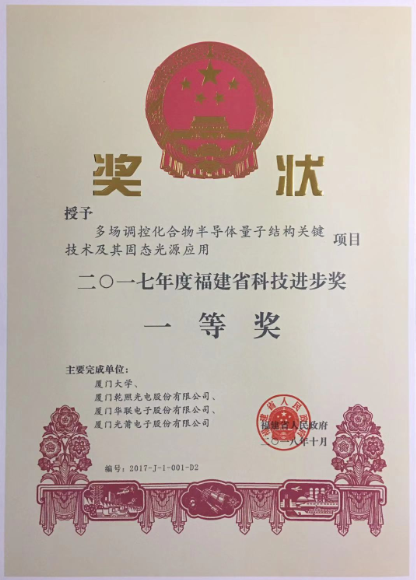 奖 状
授予
多场调控化合物半导体量子结构关键
技术及其固态光源应用
项目
二〇一七年度福建省科技进步奖
一等奖
主要完成单位:
厦门大学、
厦门乾照光电股份有限公司、
厦门华联电子股份有限公司、
厦门光莆电子股份有限公司
福建省人民政府
二〇一八年十月
编号:2017-J-1-001-D2